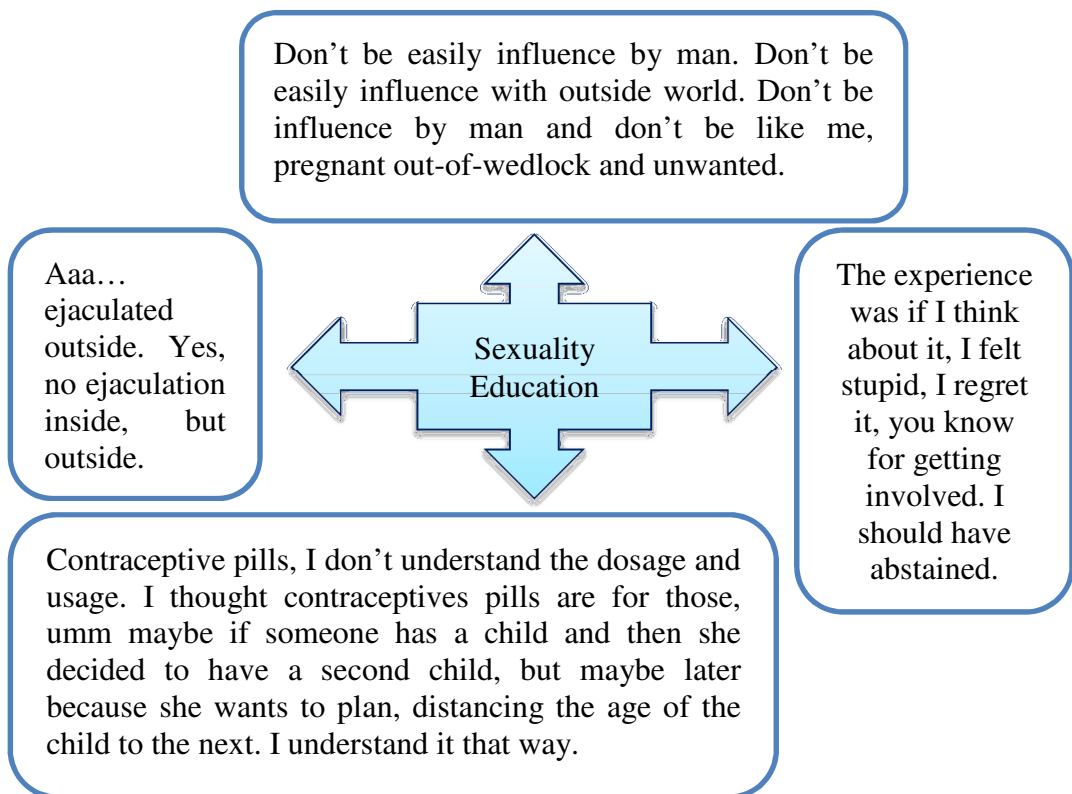 Don’t be easily influence by man. Don’t be
easily influence with outside world. Don’t be
influence by man and don’t be like me,
pregnant out-of-wedlock and unwanted.
Aaa…
ejaculated
outside. Yes,
no ejaculation
inside, but
outside.
Sexuality
Education
The experience
was if I think
about it, I felt
stupid, I regret
it, you know
for getting
involved. I
should have
abstained.
Contraceptive pills, I don’t understand the dosage and
usage. I thought contraceptives pills are for those,
umm maybe if someone has a child and then she
decided to have a second child, but maybe later
because she wants to plan, distancing the age of the
child to the next. I understand it that way.